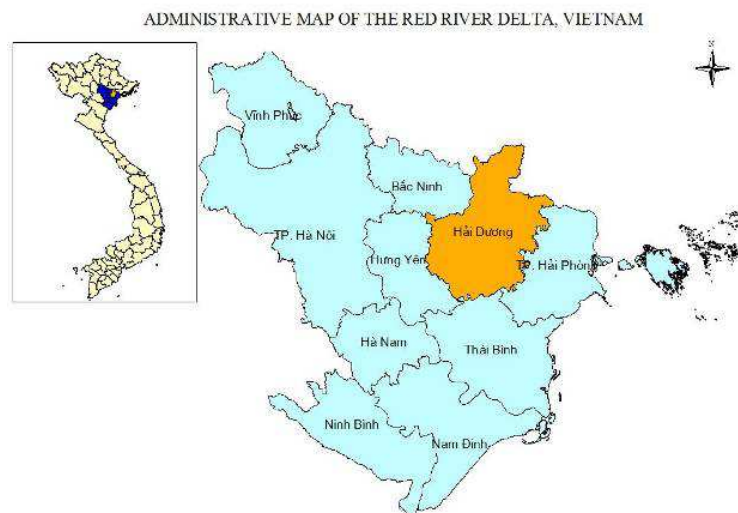 ADMINISTRATIVE MAP OF THE RED RIVER DELTA, VIETNAM
Vĩnh Phúc
Bắc Ninh
TP. Hà Nội
Hải Dương
Hưng Yên
TP. Hải Phòng
Hà Nam
Thái Bình
Ninh Bình
Nam Định